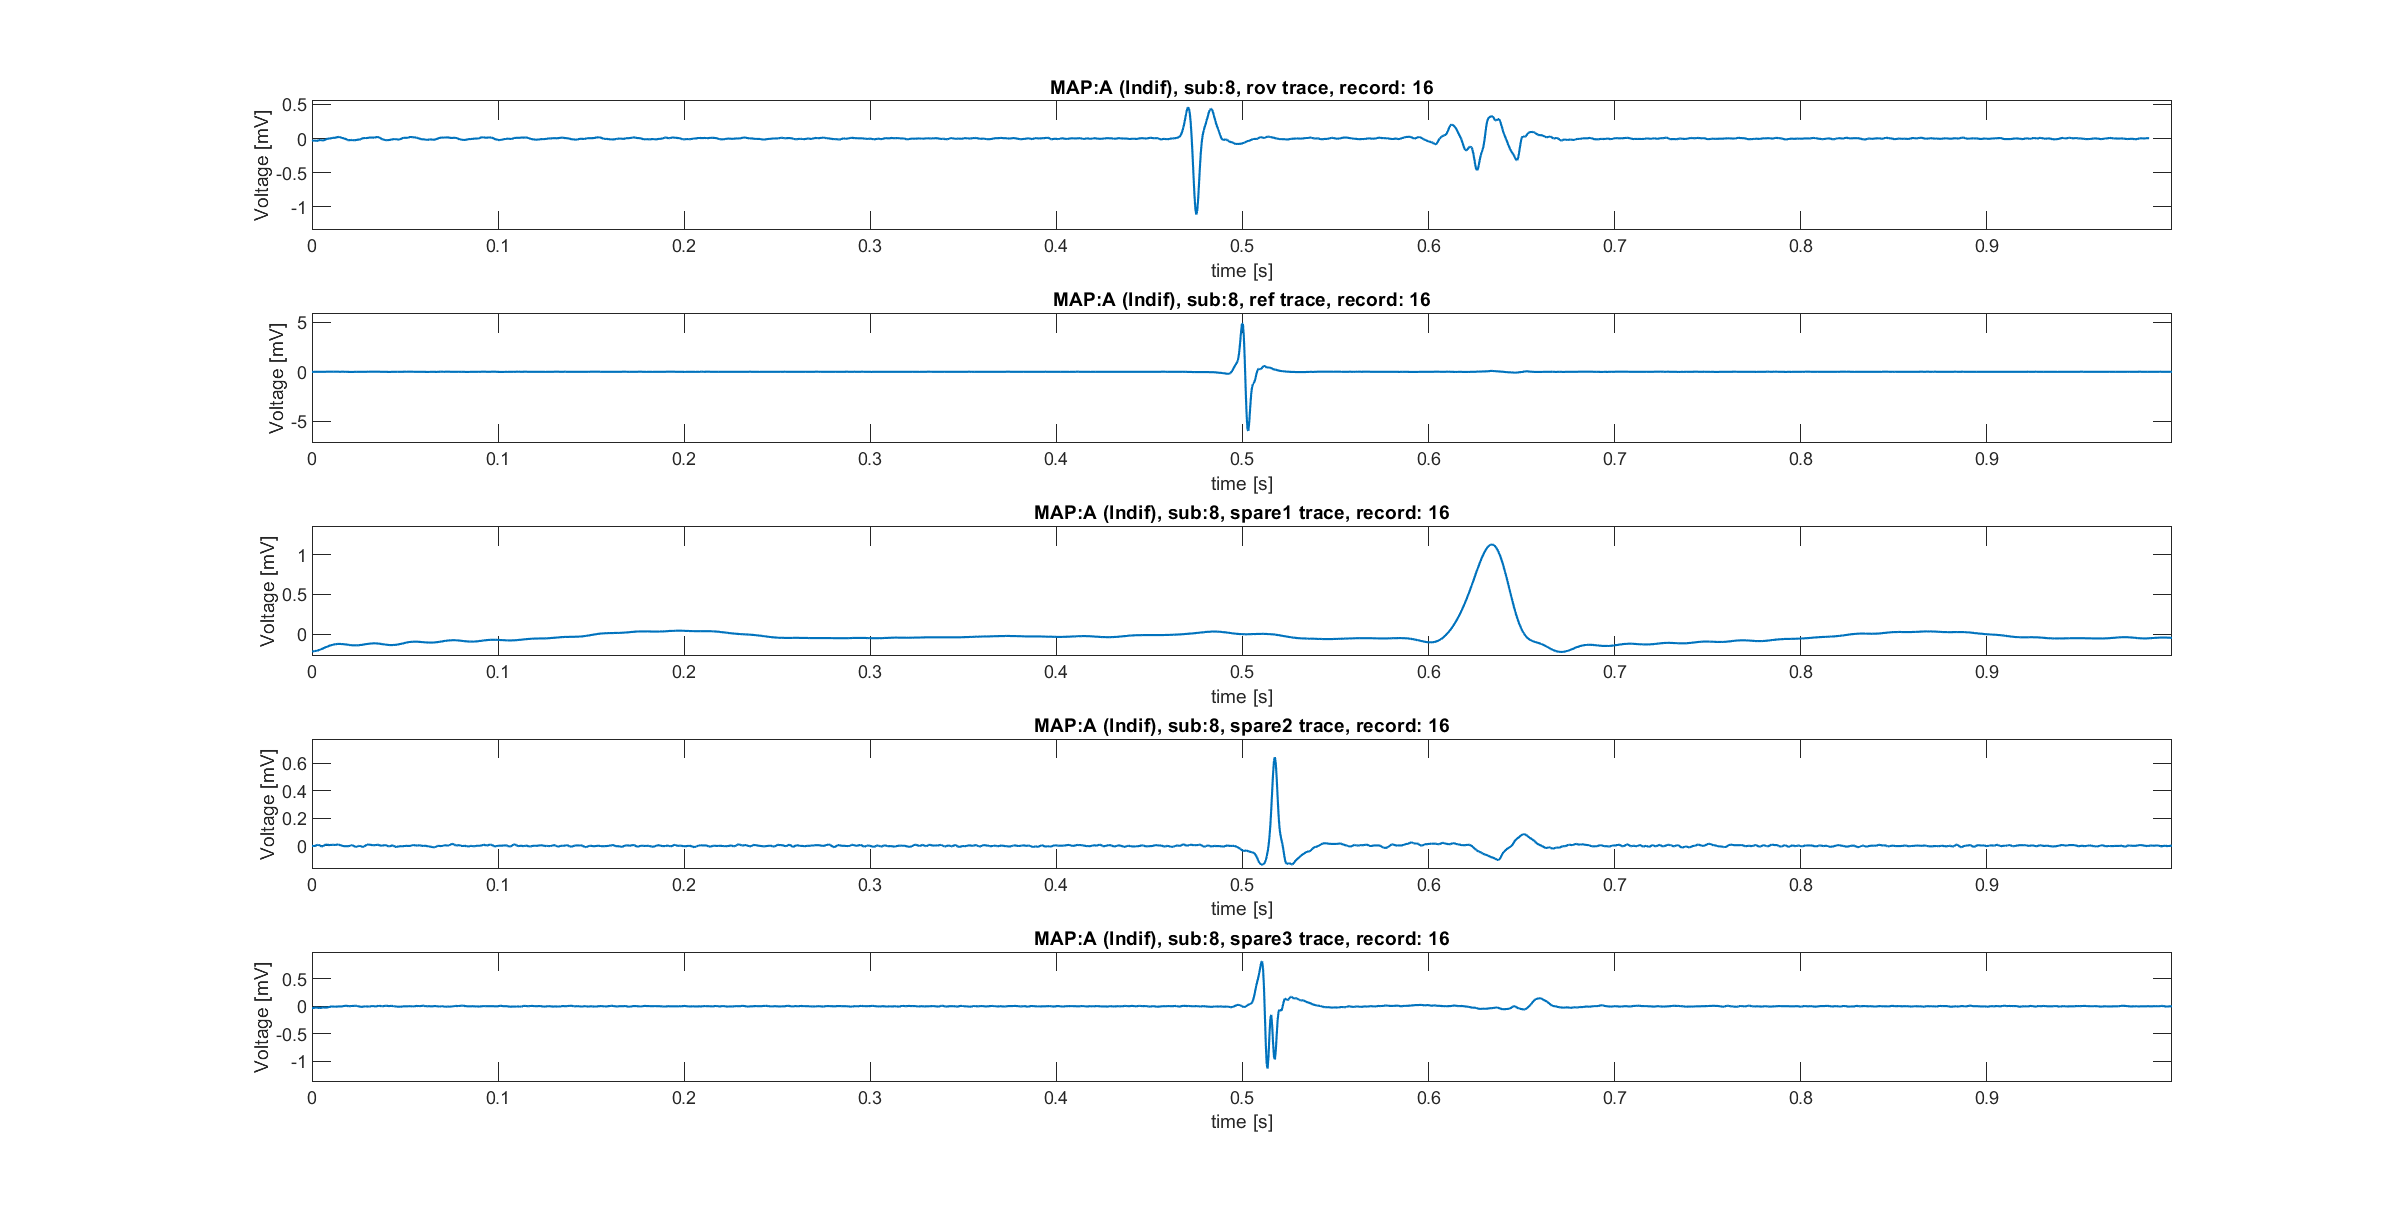 MAP:A (Indif), sub:8, rov trace, record: 16
Voltage [mV]
0.5
0
-0.5
-1
0 0.1 0.2 0.3 0.4 0.5 0.6 0.7 0.8 0.9
time [s]
MAP:A (Indif), sub:8, ref trace, record: 16
Voltage [mV]
5
0
-5
0 0.1 0.2 0.3 0.4 0.5 0.6 0.7 0.8 0.9
time [s]
MAP:A (Indif), sub:8, spare1 trace, record: 16
Voltage [mV]
1
0.5
0
0 0.1 0.2 0.3 0.4 0.5 0.6 0.7 0.8 0.9
time [s]
MAP:A (Indif), sub:8, spare2 trace, record: 16
Voltage [mV]
0.6
0.4
0.2
0
0 0.1 0.2 0.3 0.4 0.5 0.6 0.7 0.8 0.9
time [s]
MAP:A (Indif), sub:8, spare3 trace, record: 16
Voltage [mV]
0.5
0
-0.5
-1
0 0.1 0.2 0.3 0.4 0.5 0.6 0.7 0.8 0.9
time [s]